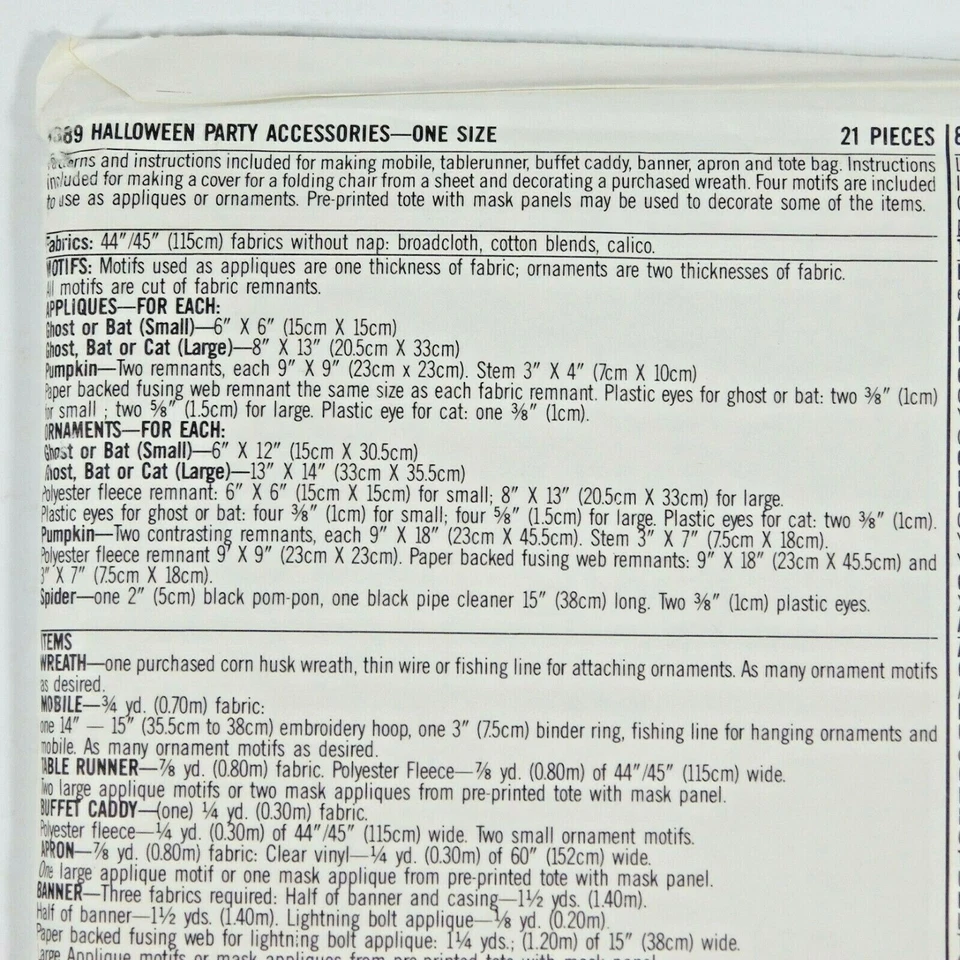 389 HALLOWEEN PARTY ACCESSORIES—ONE SIZE 21 PIECES
and instructions included for making mobile, tablerunner, buffet caddy, banner, apron and tote bag. Instructions
included for making a cover for a folding chair from a sheet and decorating a purchased wreath. Four motifs are included
to use as appliques or ornaments. Pre-printed tote with mask panels may be used to decorate some of the items.
Fabrics: 44"/45" (115cm) fabrics without nap: broadcloth, cotton blends, calico.
MOTIFS: Motifs used as appliques are one thickness of fabric; ornaments are two thicknesses of fabric.
All motifs are cut of fabric remnants.
APPLIQUES—FOR EACH:
Ghost or Bat (Small)—6" X 6" (15cm X 15cm)
Ghost, Bat or Cat (Large)—8" X 13" (20.5cm X 33cm)
Pumpkin—Two remnants, each 9" X 9" (23cm x 23cm). Stem 3" X 4" (7cm X 10cm)
Paper backed fusing web remnant the same size as each fabric remnant. Plastic eyes for ghost or bat: two ⅜" (1cm)
for small ; two ⅝" (1.5cm) for large. Plastic eye for cat: one ⅜" (1cm).
ORNAMENTS—FOR EACH:
Ghost or Bat (Small)—6" X 12" (15cm X 30.5cm)
Ghost, Bat or Cat (Large)—13" X 14" (33cm X 35.5cm)
Polyester fleece remnant: 6" X 6" (15cm X 15cm) for small; 8" X 13" (20.5cm X 33cm) for large.
Plastic eyes for ghost or bat: four ⅜" (1cm) for small; four ⅝" (1.5cm) for large. Plastic eyes for cat: two ⅜" (1cm).
Pumpkin—Two contrasting remnants, each 9" X 18" (23cm X 45.5cm). Stem 3" X 7" (7.5cm X 18cm).
Polyester fleece remnant 9" X 9" (23cm X 23cm). Paper backed fusing web remnants: 9" X 18" (23cm X 45.5cm) and
3" X 7" (7.5cm X 18cm).
Spider—one 2" (5cm) black pom-pon, one black pipe cleaner 15" (38cm) long. Two ⅜" (1cm) plastic eyes.
ITEMS
WREATH—one purchased corn husk wreath, thin wire or fishing line for attaching ornaments. As many ornament motifs
as desired.
MOBILE—¾ yd. (0.70m) fabric:
one 14" — 15" (35.5cm to 38cm) embroidery hoop, one 3" (7.5cm) binder ring, fishing line for hanging ornaments and
mobile. As many ornament motifs as desired.
TABLE RUNNER—⅞ yd. (0.80m) fabric. Polyester Fleece—⅞ yd. (0.80m) of 44"/45" (115cm) wide.
Two large applique motifs or two mask appliques from pre-printed tote with mask panel.
BUFFET CADDY—(one) ¼ yd. (0.30m) fabric.
Polyester fleece—¼ yd. (0.30m) of 44"/45" (115cm) wide. Two small ornament motifs.
APRON—⅞ yd. (0.80m) fabric: Clear vinyl—¼ yd. (0.30m) of 60" (152cm) wide.
One large applique motif or one mask applique from pre-printed tote with mask panel.
BANNER—Three fabrics required: Half of banner and casing—1½ yds. (1.40m).
Half of banner—1½ yds. (1.40m). Lightning bolt applique—⅛ yd. (0.20m).
Paper backed fusing web for lightning bolt applique: 1¼ yds.; (1.20m) of 15" (38cm) wide.
Large Applique motifs or mask appliques from pre-printed tote with mask panel.